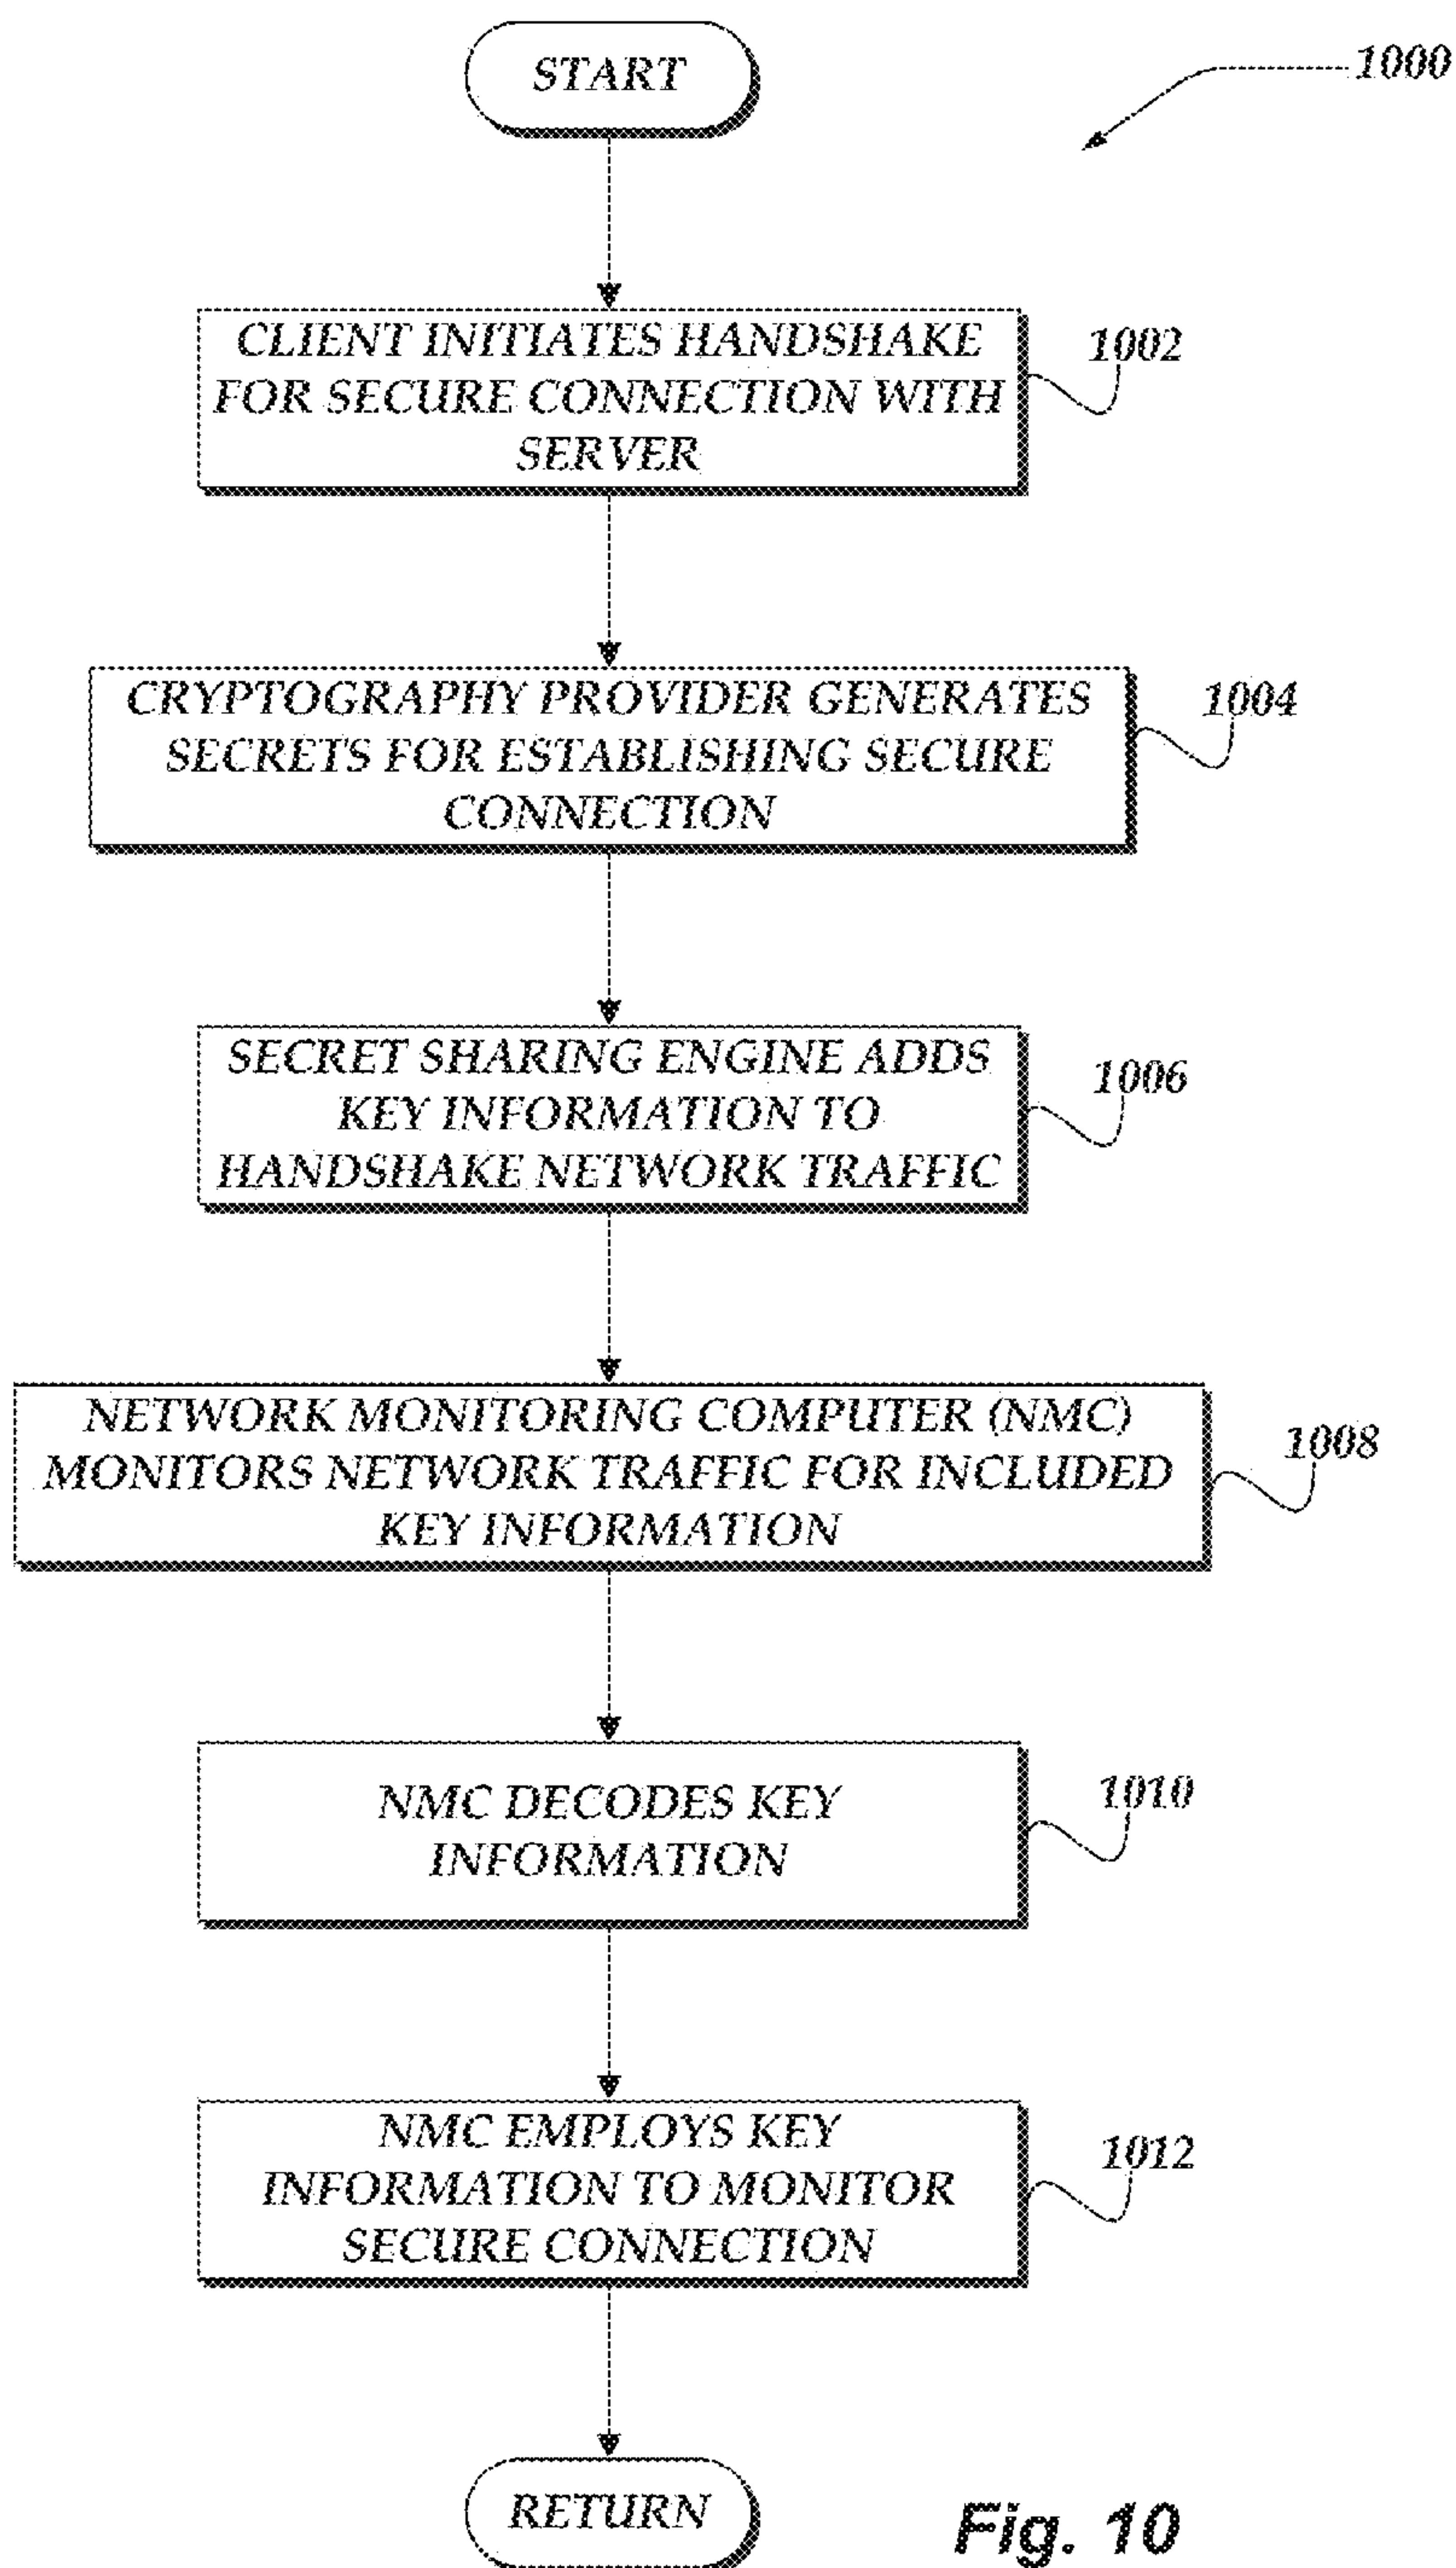 START
1000
CLIENT INITIATES HANDSHAKE
FOR SECURE CONNECTION WITH
SERVER
1002
CRYPTOGRAPHY PROVIDER GENERATES
SECRETS FOR ESTABLISHING SECURE
CONNECTION
1004
SECRET SHARING ENGINE ADDS
KEY INFORMATION TO
HANDSHAKE NETWORK TRAFFIC
1006
NETWORK MONITORING COMPUTER (NMC)
MONITORS NETWORK TRAFFIC FOR INCLUDED
KEY INFORMATION
1008
NMC DECODES KEY
INFORMATION
1010
NMC EMPLOYS KEY
INFORMATION TO MONITOR
SECURE CONNECTION
1012
RETURN
Fig. 10